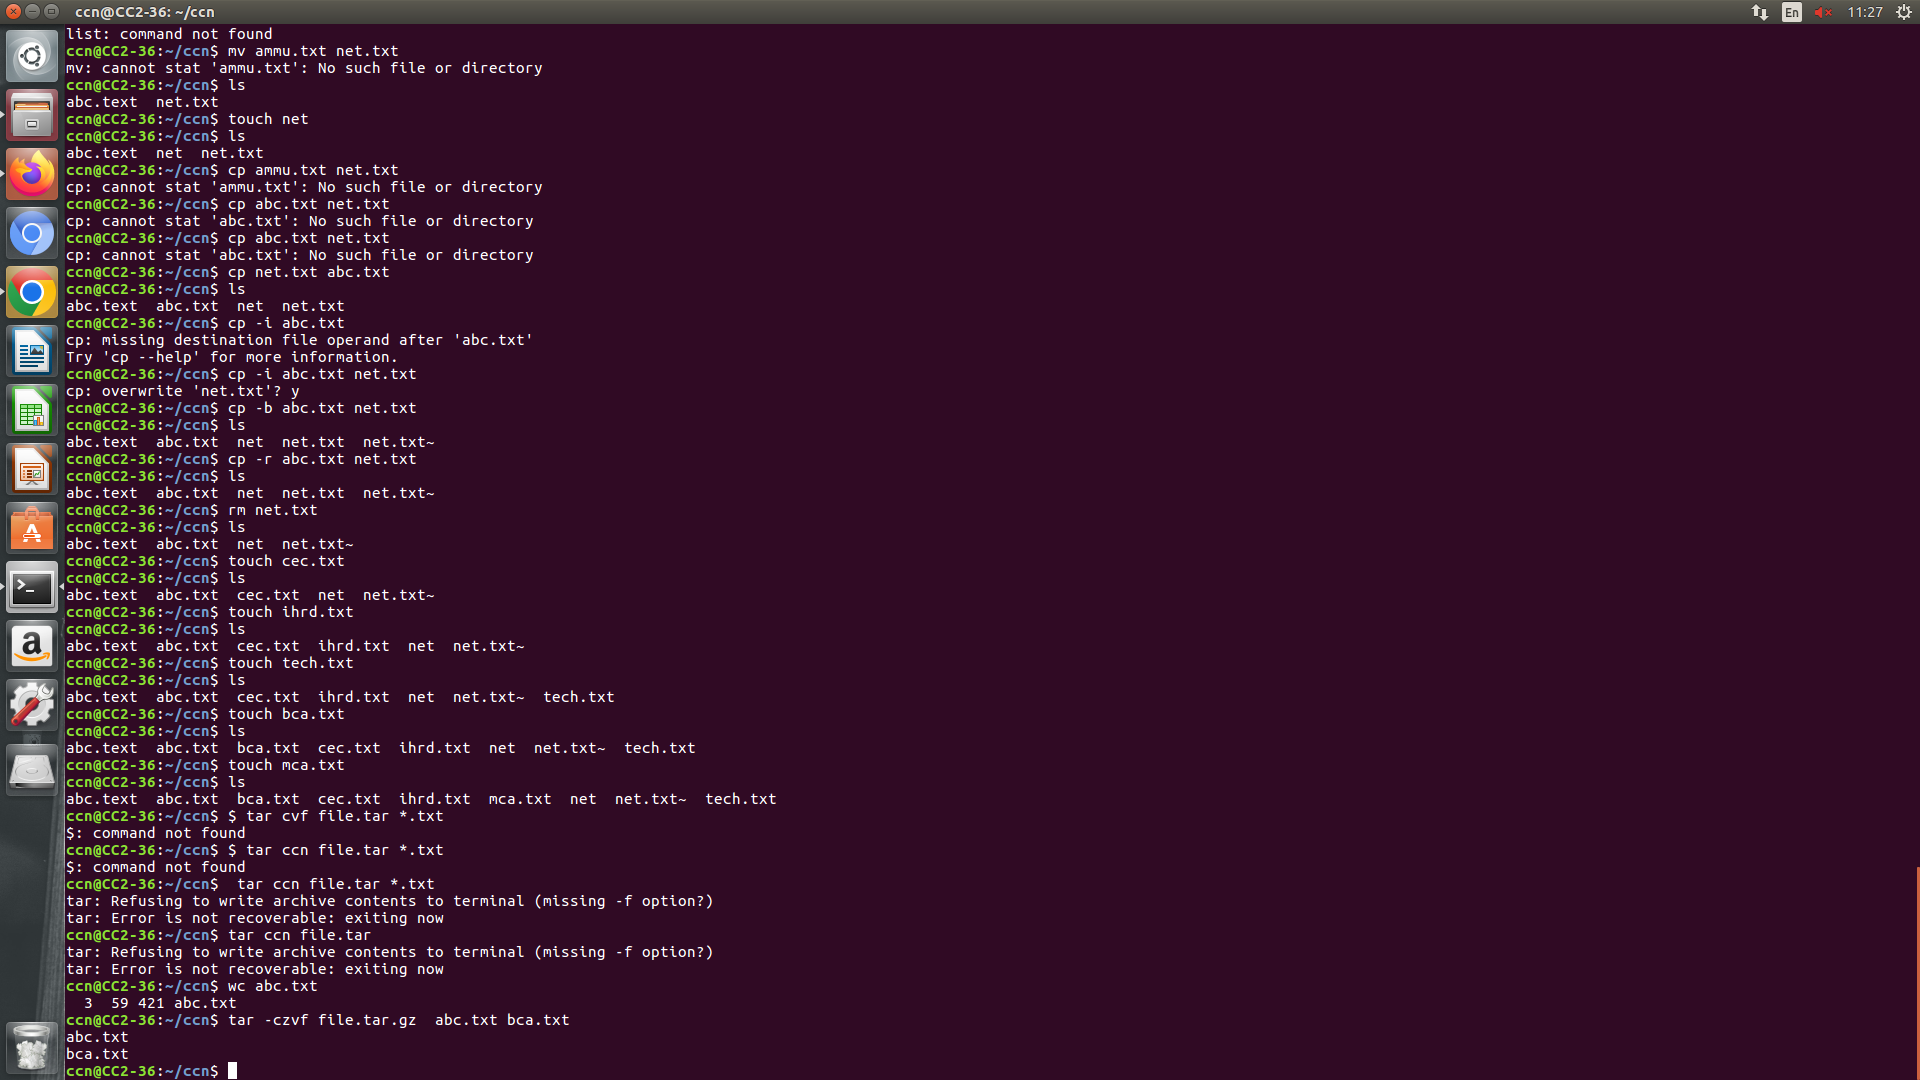 ccn@CC2-36: ~/ccn
En
11:27
list: command not found
ccn@CC2-36:~/ccn$ mv ammu.txt net.txt
mv: cannot stat 'ammu.txt': No such file or directory
ccn@CC2-36:~/ccn$ ls
abc.text  net.txt
ccn@CC2-36:~/ccn$ touch net
ccn@CC2-36:~/ccn$ ls
abc.text  net  net.txt
ccn@CC2-36:~/ccn$ cp ammu.txt net.txt
cp: cannot stat 'ammu.txt': No such file or directory
ccn@CC2-36:~/ccn$ cp abc.txt net.txt
cp: cannot stat 'abc.txt': No such file or directory
ccn@CC2-36:~/ccn$ cp abc.txt net.txt
cp: cannot stat 'abc.txt': No such file or directory
ccn@CC2-36:~/ccn$ cp net.txt abc.txt
ccn@CC2-36:~/ccn$ ls
abc.text  abc.txt  net  net.txt
ccn@CC2-36:~/ccn$ cp -i abc.txt
cp: missing destination file operand after 'abc.txt'
Try 'cp --help' for more information.
ccn@CC2-36:~/ccn$ cp -i abc.txt net.txt
cp: overwrite 'net.txt'? y
ccn@CC2-36:~/ccn$ cp -b abc.txt net.txt
ccn@CC2-36:~/ccn$ ls
abc.text  abc.txt  net  net.txt  net.txt~
ccn@CC2-36:~/ccn$ cp -r abc.txt net.txt
ccn@CC2-36:~/ccn$ ls
abc.text  abc.txt  net  net.txt  net.txt~
ccn@CC2-36:~/ccn$ rm net.txt
ccn@CC2-36:~/ccn$ ls
abc.text  abc.txt  net  net.txt~
ccn@CC2-36:~/ccn$ touch cec.txt
ccn@CC2-36:~/ccn$ ls
abc.text  abc.txt  cec.txt  net  net.txt~
ccn@CC2-36:~/ccn$ touch ihrd.txt
ccn@CC2-36:~/ccn$ ls
abc.text  abc.txt  cec.txt  ihrd.txt  net  net.txt~
ccn@CC2-36:~/ccn$ touch tech.txt
ccn@CC2-36:~/ccn$ ls
abc.text  abc.txt  cec.txt  ihrd.txt  net  net.txt~  tech.txt
ccn@CC2-36:~/ccn$ touch bca.txt
ccn@CC2-36:~/ccn$ ls
abc.text  abc.txt  bca.txt  cec.txt  ihrd.txt  net  net.txt~  tech.txt
ccn@CC2-36:~/ccn$ touch mca.txt
ccn@CC2-36:~/ccn$ ls
abc.text  abc.txt  bca.txt  cec.txt  ihrd.txt  mca.txt  net  net.txt~  tech.txt
ccn@CC2-36:~/ccn$ $ tar cvf file.tar *.txt
$: command not found
ccn@CC2-36:~/ccn$ $ tar ccn file.tar *.txt
$: command not found
ccn@CC2-36:~/ccn$  tar ccn file.tar *.txt
tar: Refusing to write archive contents to terminal (missing -f option?)
tar: Error is not recoverable: exiting now
ccn@CC2-36:~/ccn$ tar ccn file.tar
tar: Refusing to write archive contents to terminal (missing -f option?)
tar: Error is not recoverable: exiting now
ccn@CC2-36:~/ccn$ wc abc.txt
  3  59 421 abc.txt
ccn@CC2-36:~/ccn$ tar -czvf file.tar.gz  abc.txt bca.txt
abc.txt
bca.txt
ccn@CC2-36:~/ccn$